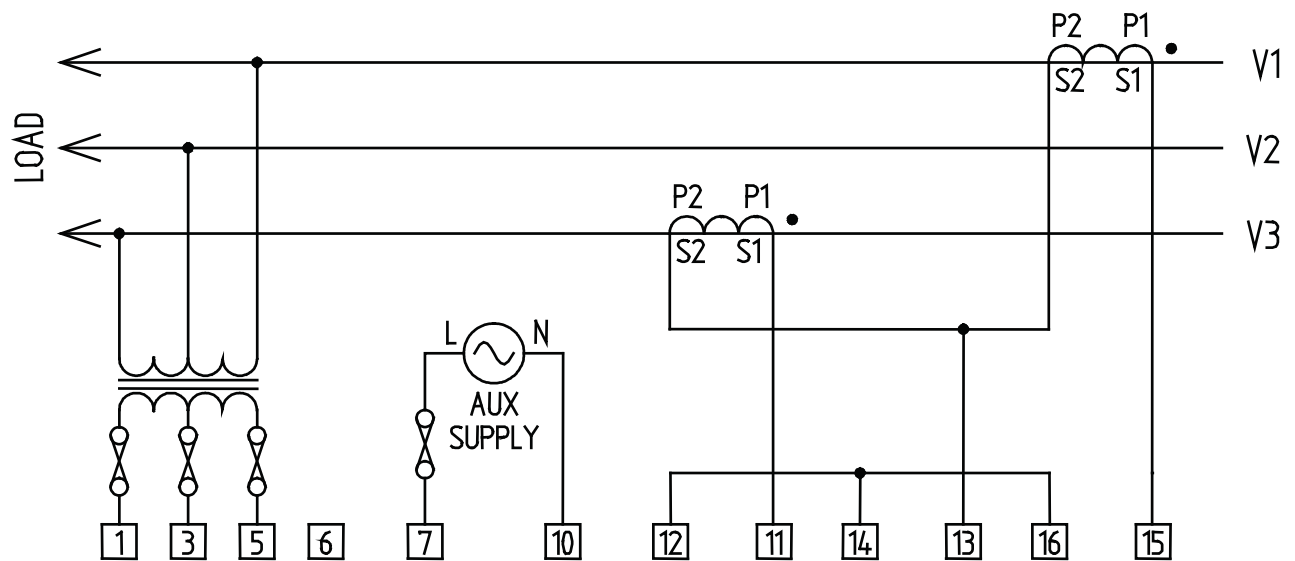 P2 P1
V1
S2 S1
LOAD
V2
P2 P1
V3
S2 S1
L N
AUX
SUPPLY
1 3 5 6 7 10 12 11 14 13 16 15